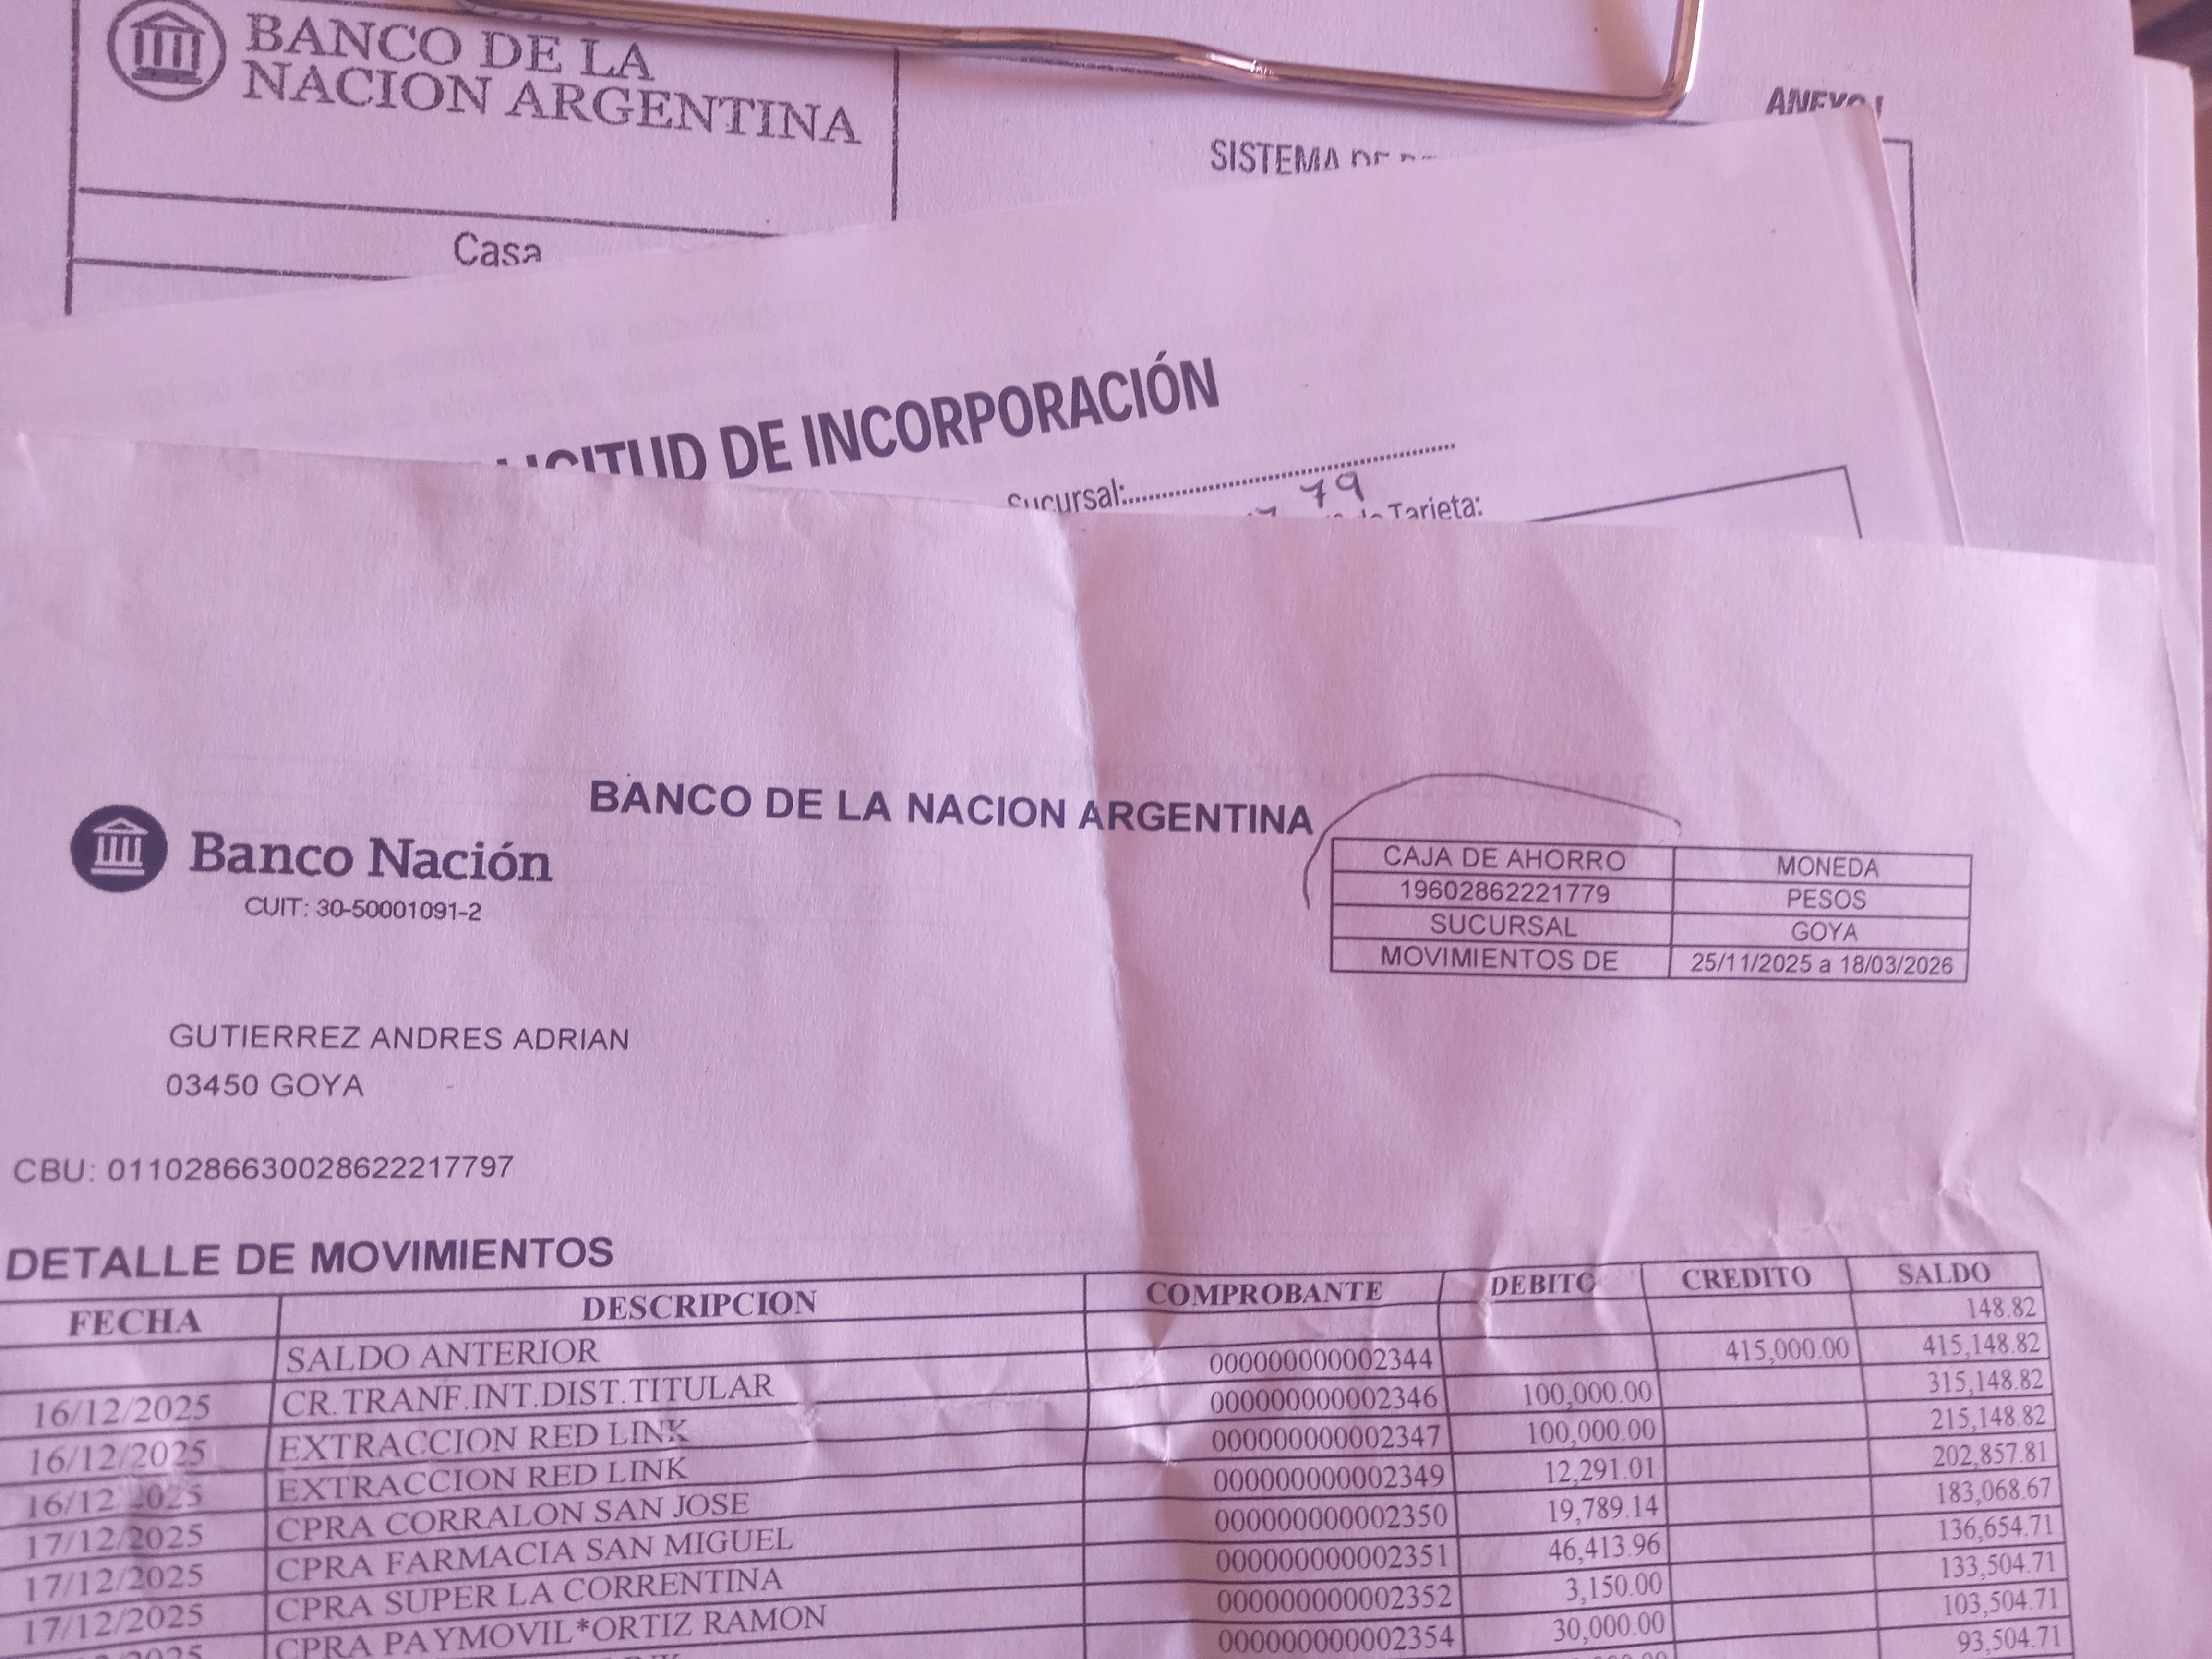 BANCO DE LA
NACION ARGENTINA
ANEXO I
SISTEMA DE
Casa
DE INCORPORACIÓN
Sucursal:
79
Tarjeta:
BANCO DE LA NACION ARGENTINA
Banco Nación
CUIT: 30-50001091-2
CAJA DE AHORRO MONEDA
19602862221779 PESOS
SUCURSAL GOYA
MOVIMIENTOS DE 25/11/2025 a 18/03/2026
GUTIERREZ ANDRES ADRIAN
03450 GOYA
CBU: 0110286630028622217797
DETALLE DE MOVIMIENTOS
FECHA DESCRIPCION COMPROBANTE DEBITO CREDITO SALDO
SALDO ANTERIOR 148.82
16/12/2025 CR.TRANF.INT.DIST.TITULAR 000000000002344 415,000.00 415,148.82
16/12/2025 EXTRACCION RED LINK 000000000002346 100,000.00 315,148.82
16/12/2025 EXTRACCION RED LINK 000000000002347 100,000.00 215,148.82
17/12/2025 CPRA CORRALON SAN JOSE 000000000002349 12,291.01 202,857.81
17/12/2025 CPRA FARMACIA SAN MIGUEL 000000000002350 19,789.14 183,068.67
17/12/2025 CPRA SUPER LA CORRENTINA 000000000002351 46,413.96 136,654.71
CPRA PAYMOVIL*ORTIZ RAMON 000000000002352 3,150.00 133,504.71
000000000002354 30,000.00 103,504.71
93,504.71